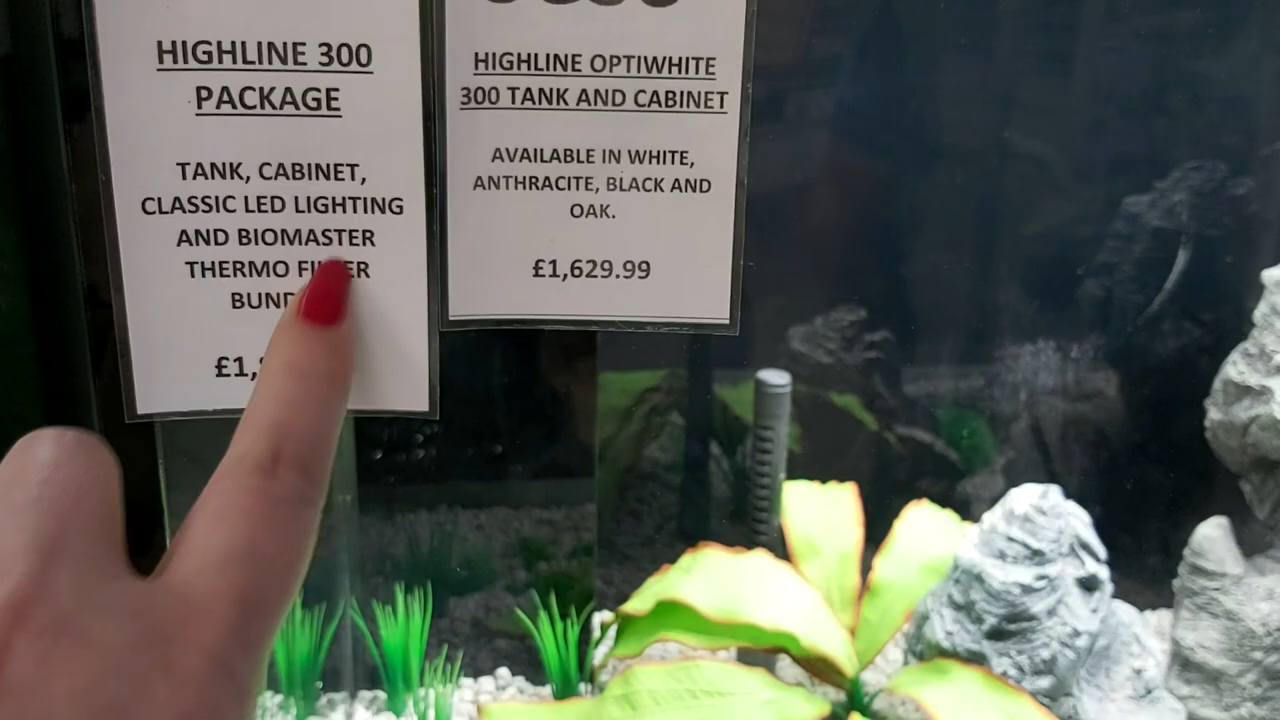 HIGHLINE 300
PACKAGE
TANK, CABINET,
CLASSIC LED LIGHTING
AND BIOMASTER
THERMO
£1,
HIGHLINE OPTIWHITE
300 TANK AND CABINET
AVAILABLE IN WHITE,
ANTHRACITE, BLACK AND
OAK.
£1,629.99